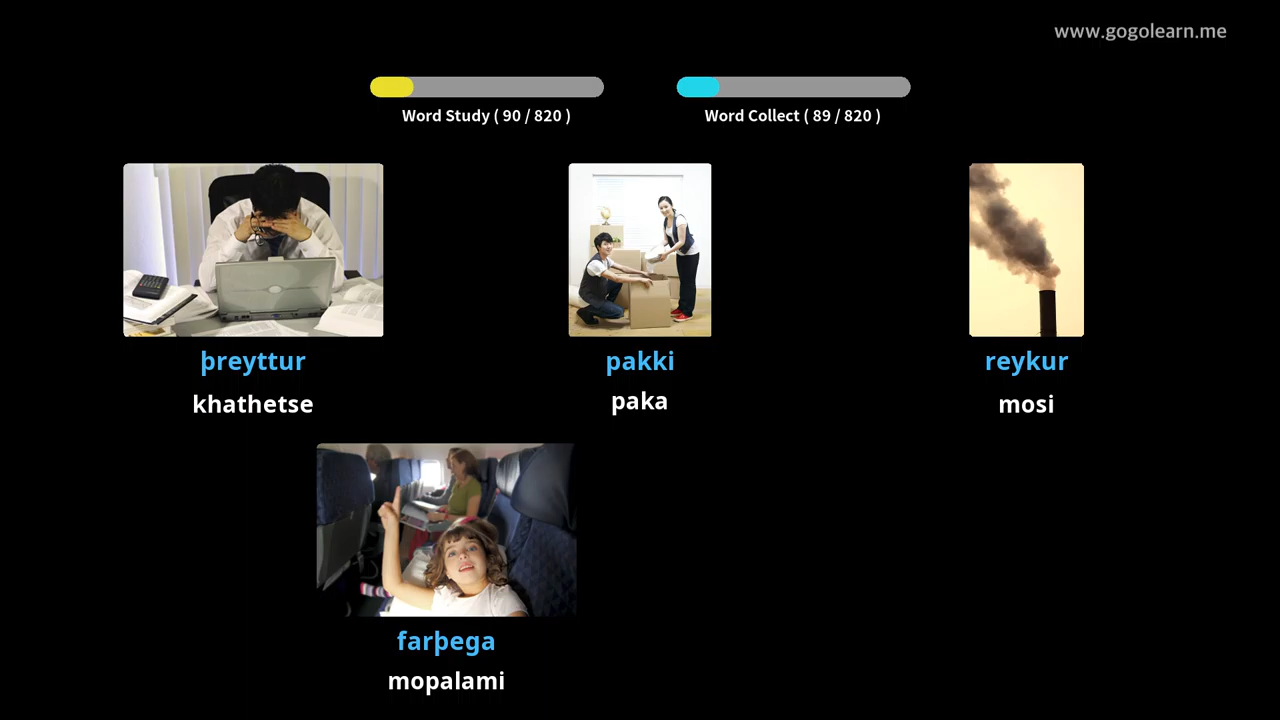 www.gogolearn.me
Word Study ( 90 / 820 )
Word Collect ( 89 / 820 )
þreyttur
khathetse
pakki
paka
reykur
mosi
farþega
mopalami